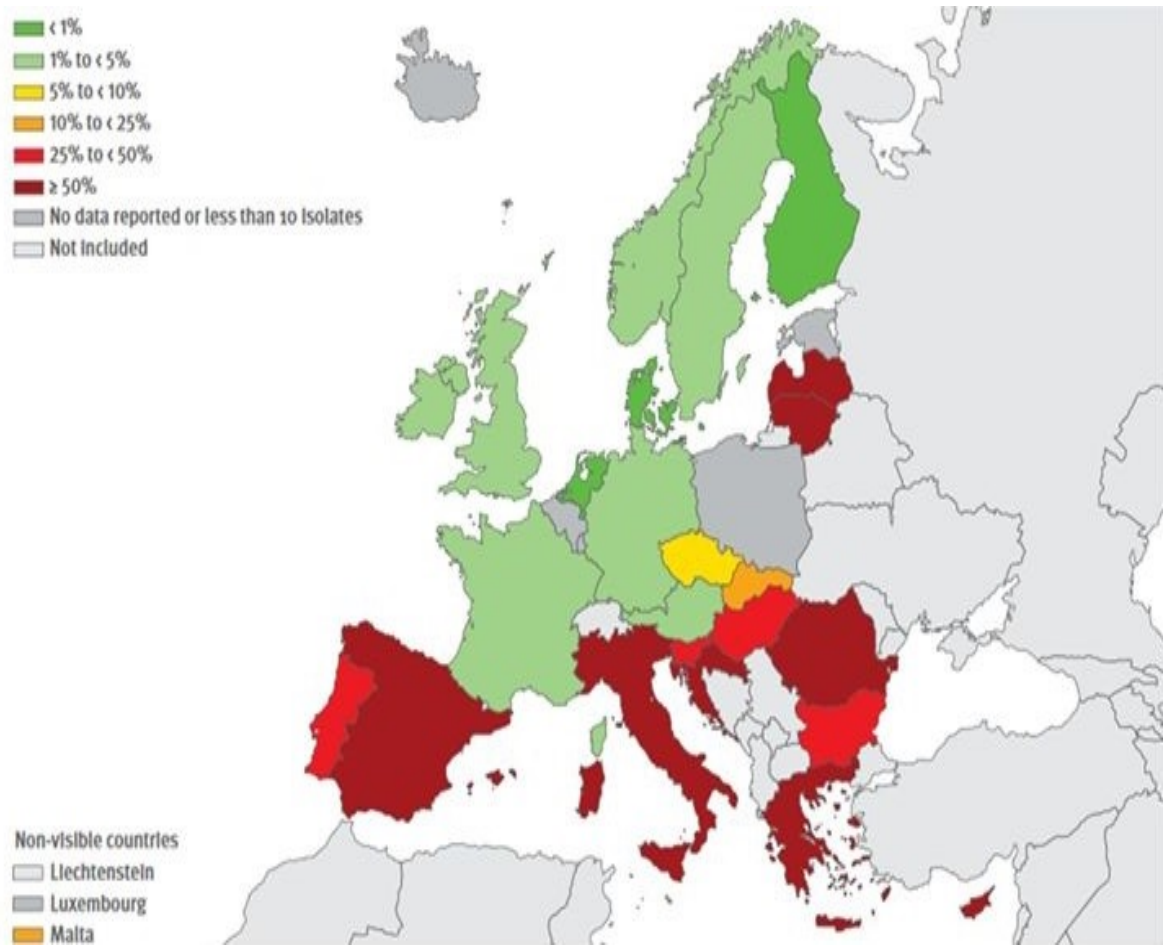 < 1%
1% to < 5%
5% to < 10%
10% to < 25%
25% to < 50%
≥ 50%
No data reported or less than 10 isolates
Not included
Non-visible countries
Liechtenstein
Luxembourg
Malta